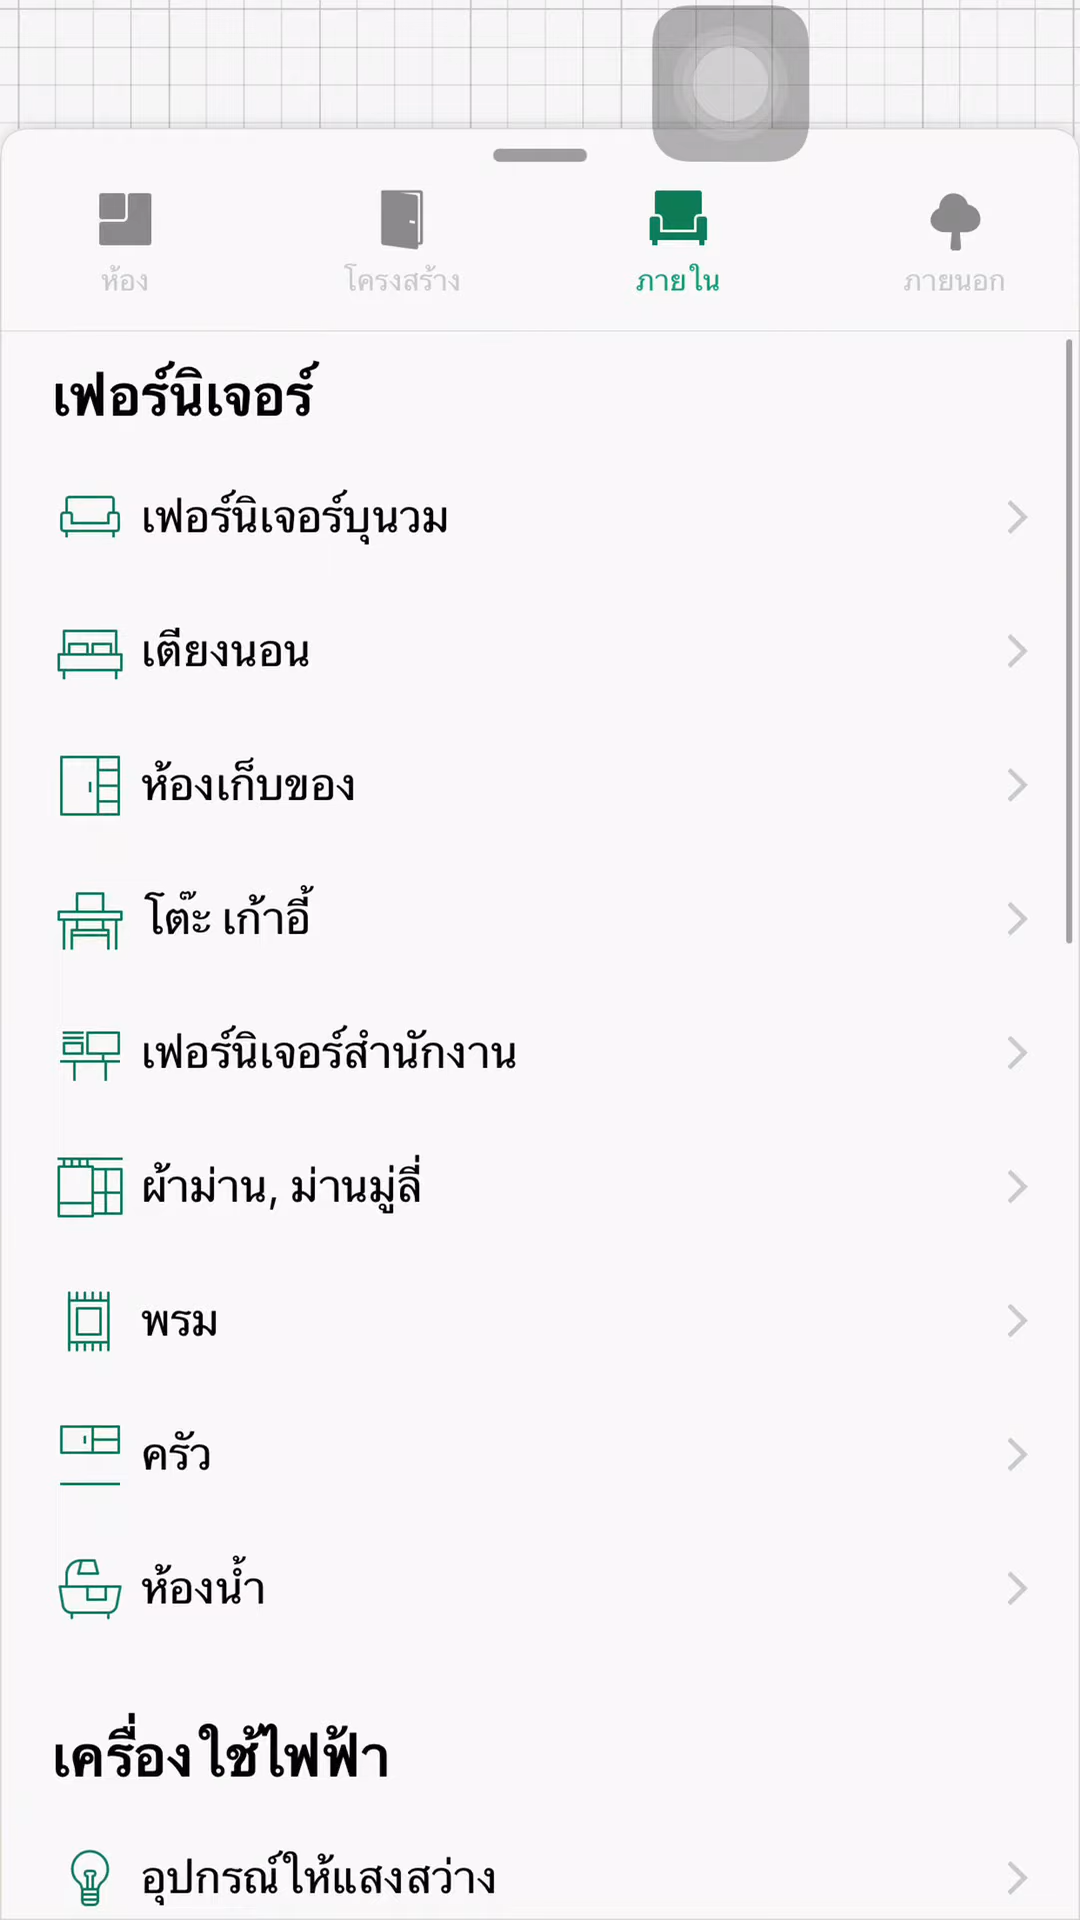 ห้อง
โครงสร้าง
ภายใน
ภายนอก
เฟอร์นิเจอร์
เฟอร์นิเจอร์บุนวม
เตียงนอน
ห้องเก็บของ
โต๊ะ เก้าอี้
เฟอร์นิเจอร์สำนักงาน
ผ้าม่าน, ม่านมู่ลี่
พรม
ครัว
ห้องน้ำ
เครื่องใช้ไฟฟ้า
อุปกรณ์ให้แสงสว่าง